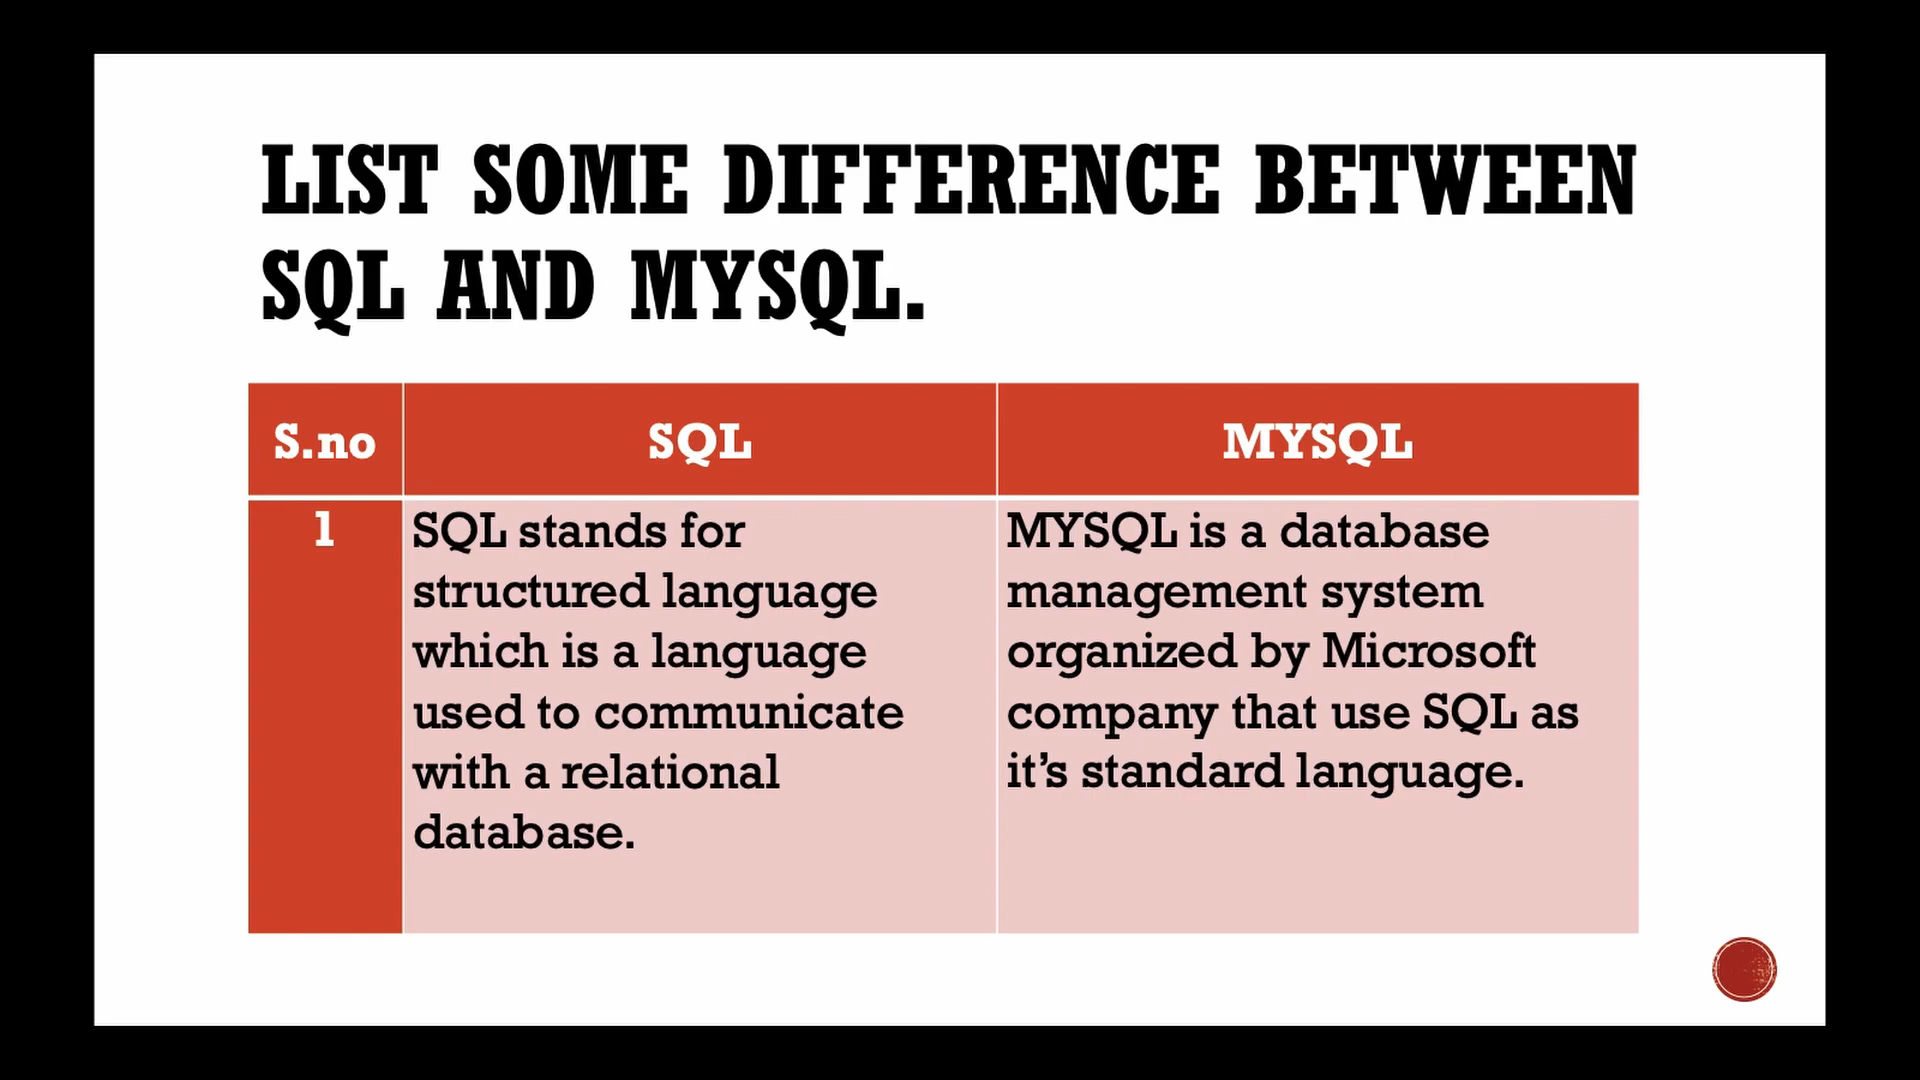 LIST SOME DIFFERENCE BETWEEN
SQL AND MYSQL.
S.no
SQL
MYSQL
1
SQL stands for
structured language
which is a language
used to communicate
with a relational
database.
MYSQL is a database
management system
organized by Microsoft
company that use SQL as
it’s standard language.